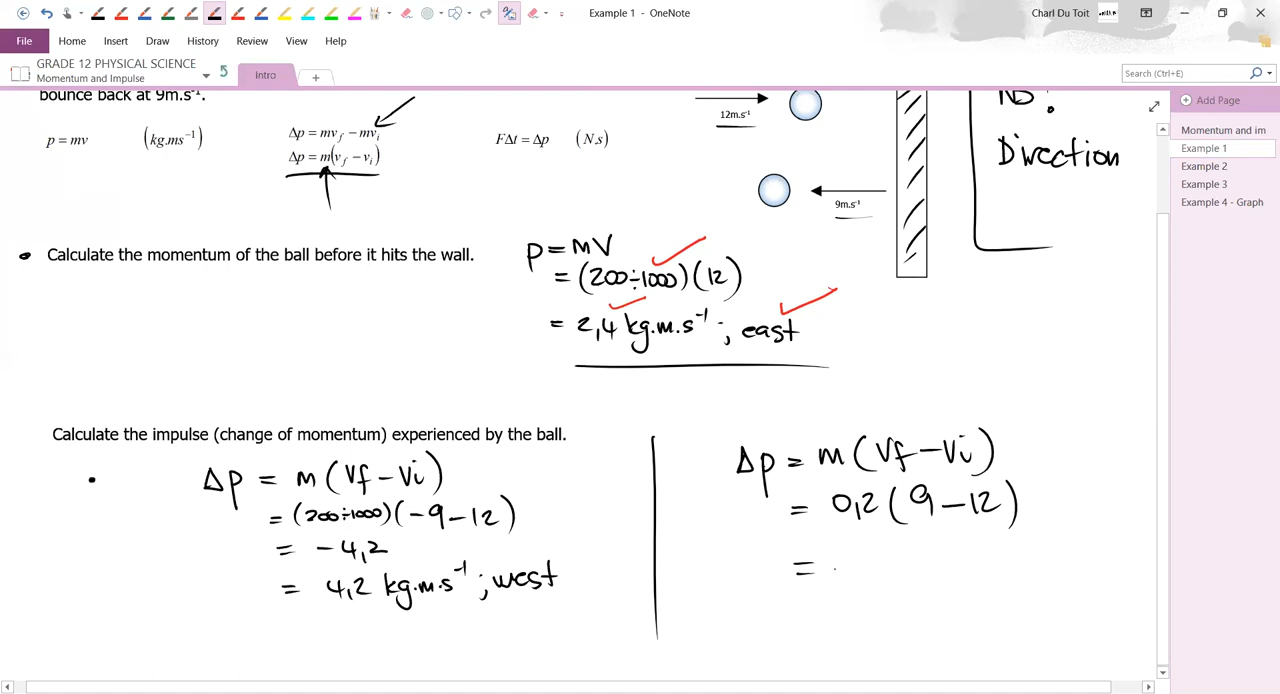 Example 1 - OneNote
Charl Du Toit
File Home Insert Draw History Review View Help
GRADE 12 PHYSICAL SCIENCE
Momentum and Impulse
Intro
+
Search (Ctrl+E)
Add Page
Momentum and im
Example 1
Example 2
Example 3
Example 4 - Graph
bounce back at 9m.s⁻¹.
p = mv (kg.ms⁻¹)
Δp = mv_f − mv_i
Δp = m(v_f − v_i)
FΔt = Δp (N.s)
12m.s⁻¹
9m.s⁻¹
NB!
Direction
Calculate the momentum of the ball before it hits the wall.
p = mv
= (200÷1000)(12)
= 2,4 kg.m.s⁻¹; east
Calculate the impulse (change of momentum) experienced by the ball.
Δp = m(vf − vi)
= (200÷1000)(−9−12)
= −4,2
= 4,2 kg.m.s⁻¹; west
Δp = m(vf − vi)
= 0,2(9−12)
=